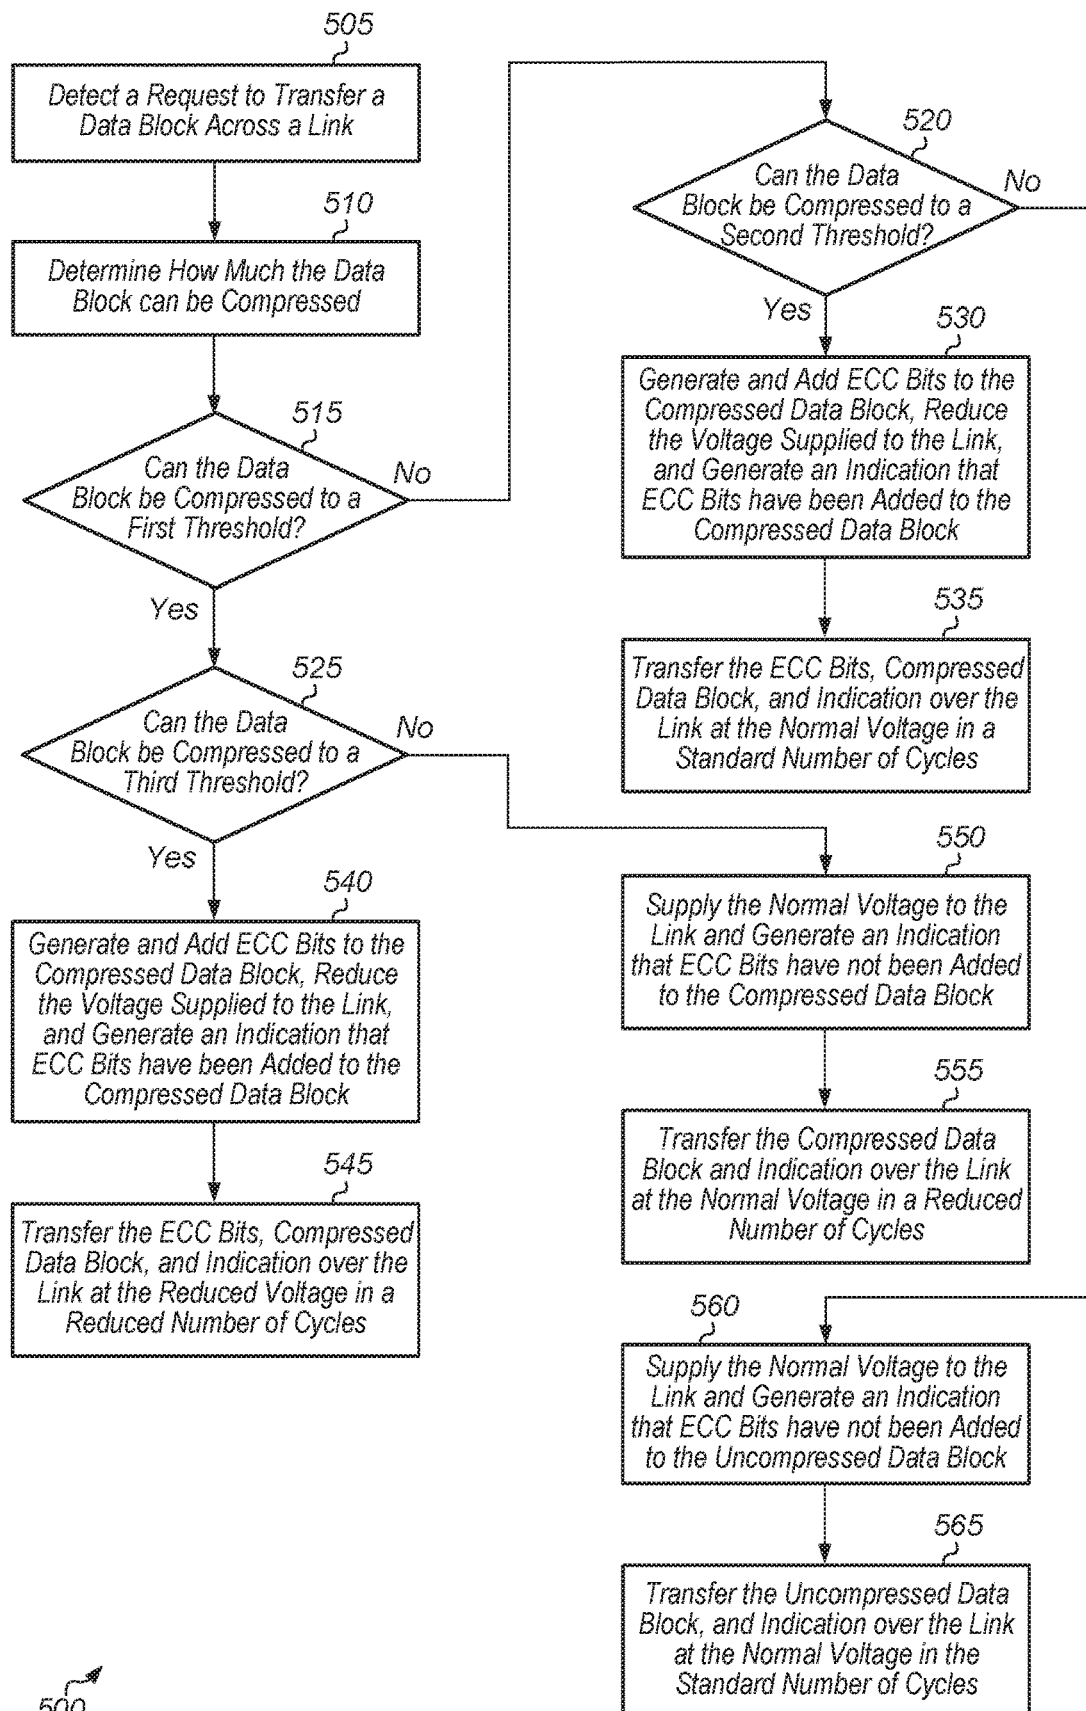 505
Detect a Request to Transfer a
Data Block Across a Link
510
Determine How Much the Data
Block can be Compressed
515
Can the Data
Block be Compressed to a
First Threshold?
No
Yes
520
Can the Data
Block be Compressed to a
Second Threshold?
No
Yes
530
Generate and Add ECC Bits to the
Compressed Data Block, Reduce
the Voltage Supplied to the Link,
and Generate an Indication that
ECC Bits have been Added to the
Compressed Data Block
535
Transfer the ECC Bits, Compressed
Data Block, and Indication over the
Link at the Normal Voltage in a
Standard Number of Cycles
525
Can the Data
Block be Compressed to a
Third Threshold?
No
Yes
540
Generate and Add ECC Bits to the
Compressed Data Block, Reduce
the Voltage Supplied to the Link,
and Generate an Indication that
ECC Bits have been Added to the
Compressed Data Block
545
Transfer the ECC Bits, Compressed
Data Block, and Indication over the
Link at the Reduced Voltage in a
Reduced Number of Cycles
550
Supply the Normal Voltage to the
Link and Generate an Indication
that ECC Bits have not been Added
to the Compressed Data Block
555
Transfer the Compressed Data
Block and Indication over the Link
at the Normal Voltage in a Reduced
Number of Cycles
560
Supply the Normal Voltage to the
Link and Generate an Indication
that ECC Bits have not been Added
to the Uncompressed Data Block
565
Transfer the Uncompressed Data
Block, and Indication over the Link
at the Normal Voltage in the
Standard Number of Cycles
500